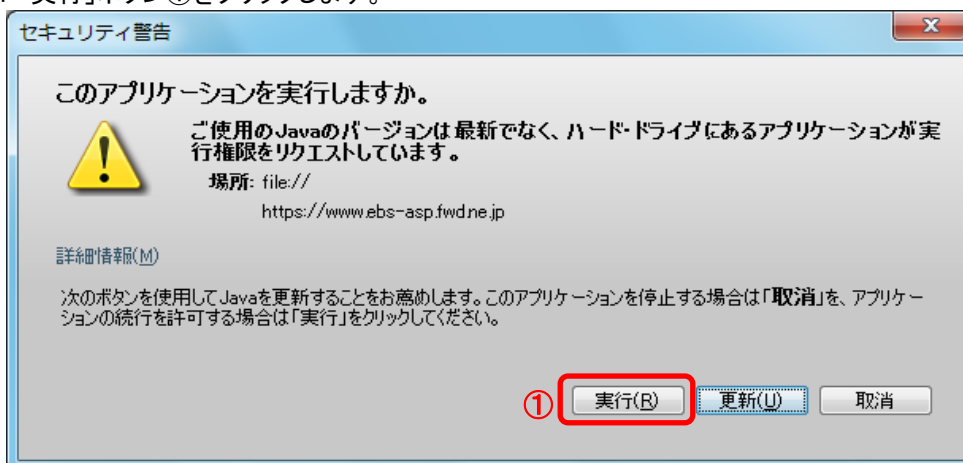 実行」ボタン①をクリックします。
セキュリティ警告
このアプリケーションを実行しますか。
ご使用のJavaのバージョンは最新でなく、ハード・ドライブにあるアプリケーションが実
行権限をリクエストしています。
場所: file://
https://www.ebs-asp.fwd.ne.jp
詳細情報(M)
次のボタンを使用してJavaを更新することをお薦めします。このアプリケーションを停止する場合は「取消」を、アプリケー
ションの続行を許可する場合は「実行」をクリックしてください。
① 実行(R) 更新(U) 取消